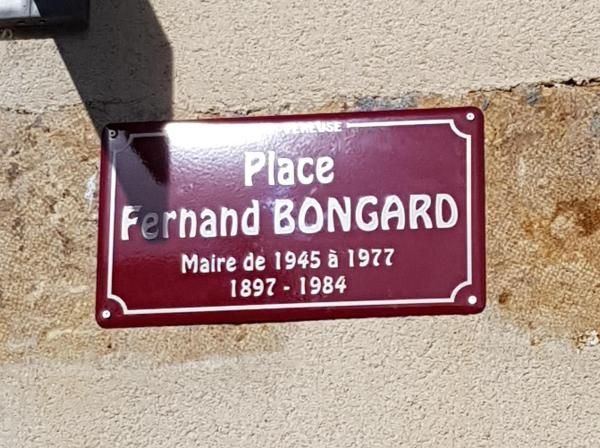 Place
Fernand BONGARD
Maire de 1945 à 1977
1897 - 1984